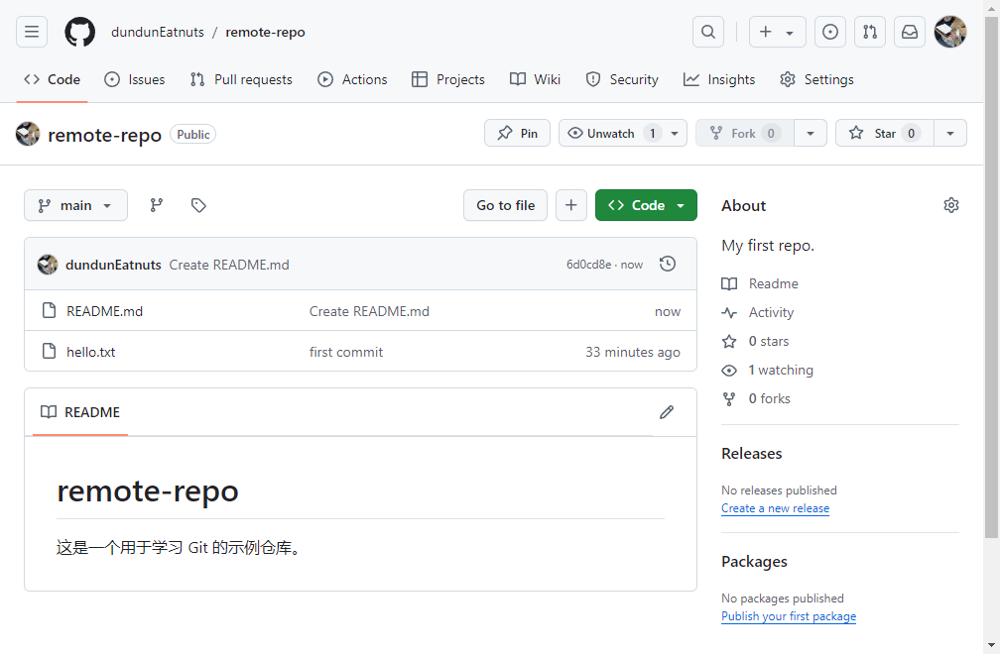 dundunEatnuts / remote-repo
Code Issues Pull requests Actions Projects Wiki Security Insights Settings
remote-repo Public Pin Unwatch 1 Fork 0 Star 0
main Go to file Code
dundunEatnuts Create README.md 6d0cd8e · now
README.md Create README.md now
hello.txt first commit 33 minutes ago
README
remote-repo
这是一个用于学习 Git 的示例仓库。
About
My first repo.
Readme
Activity
0 stars
1 watching
0 forks
Releases
No releases published
Create a new release
Packages
No packages published
Publish your first package